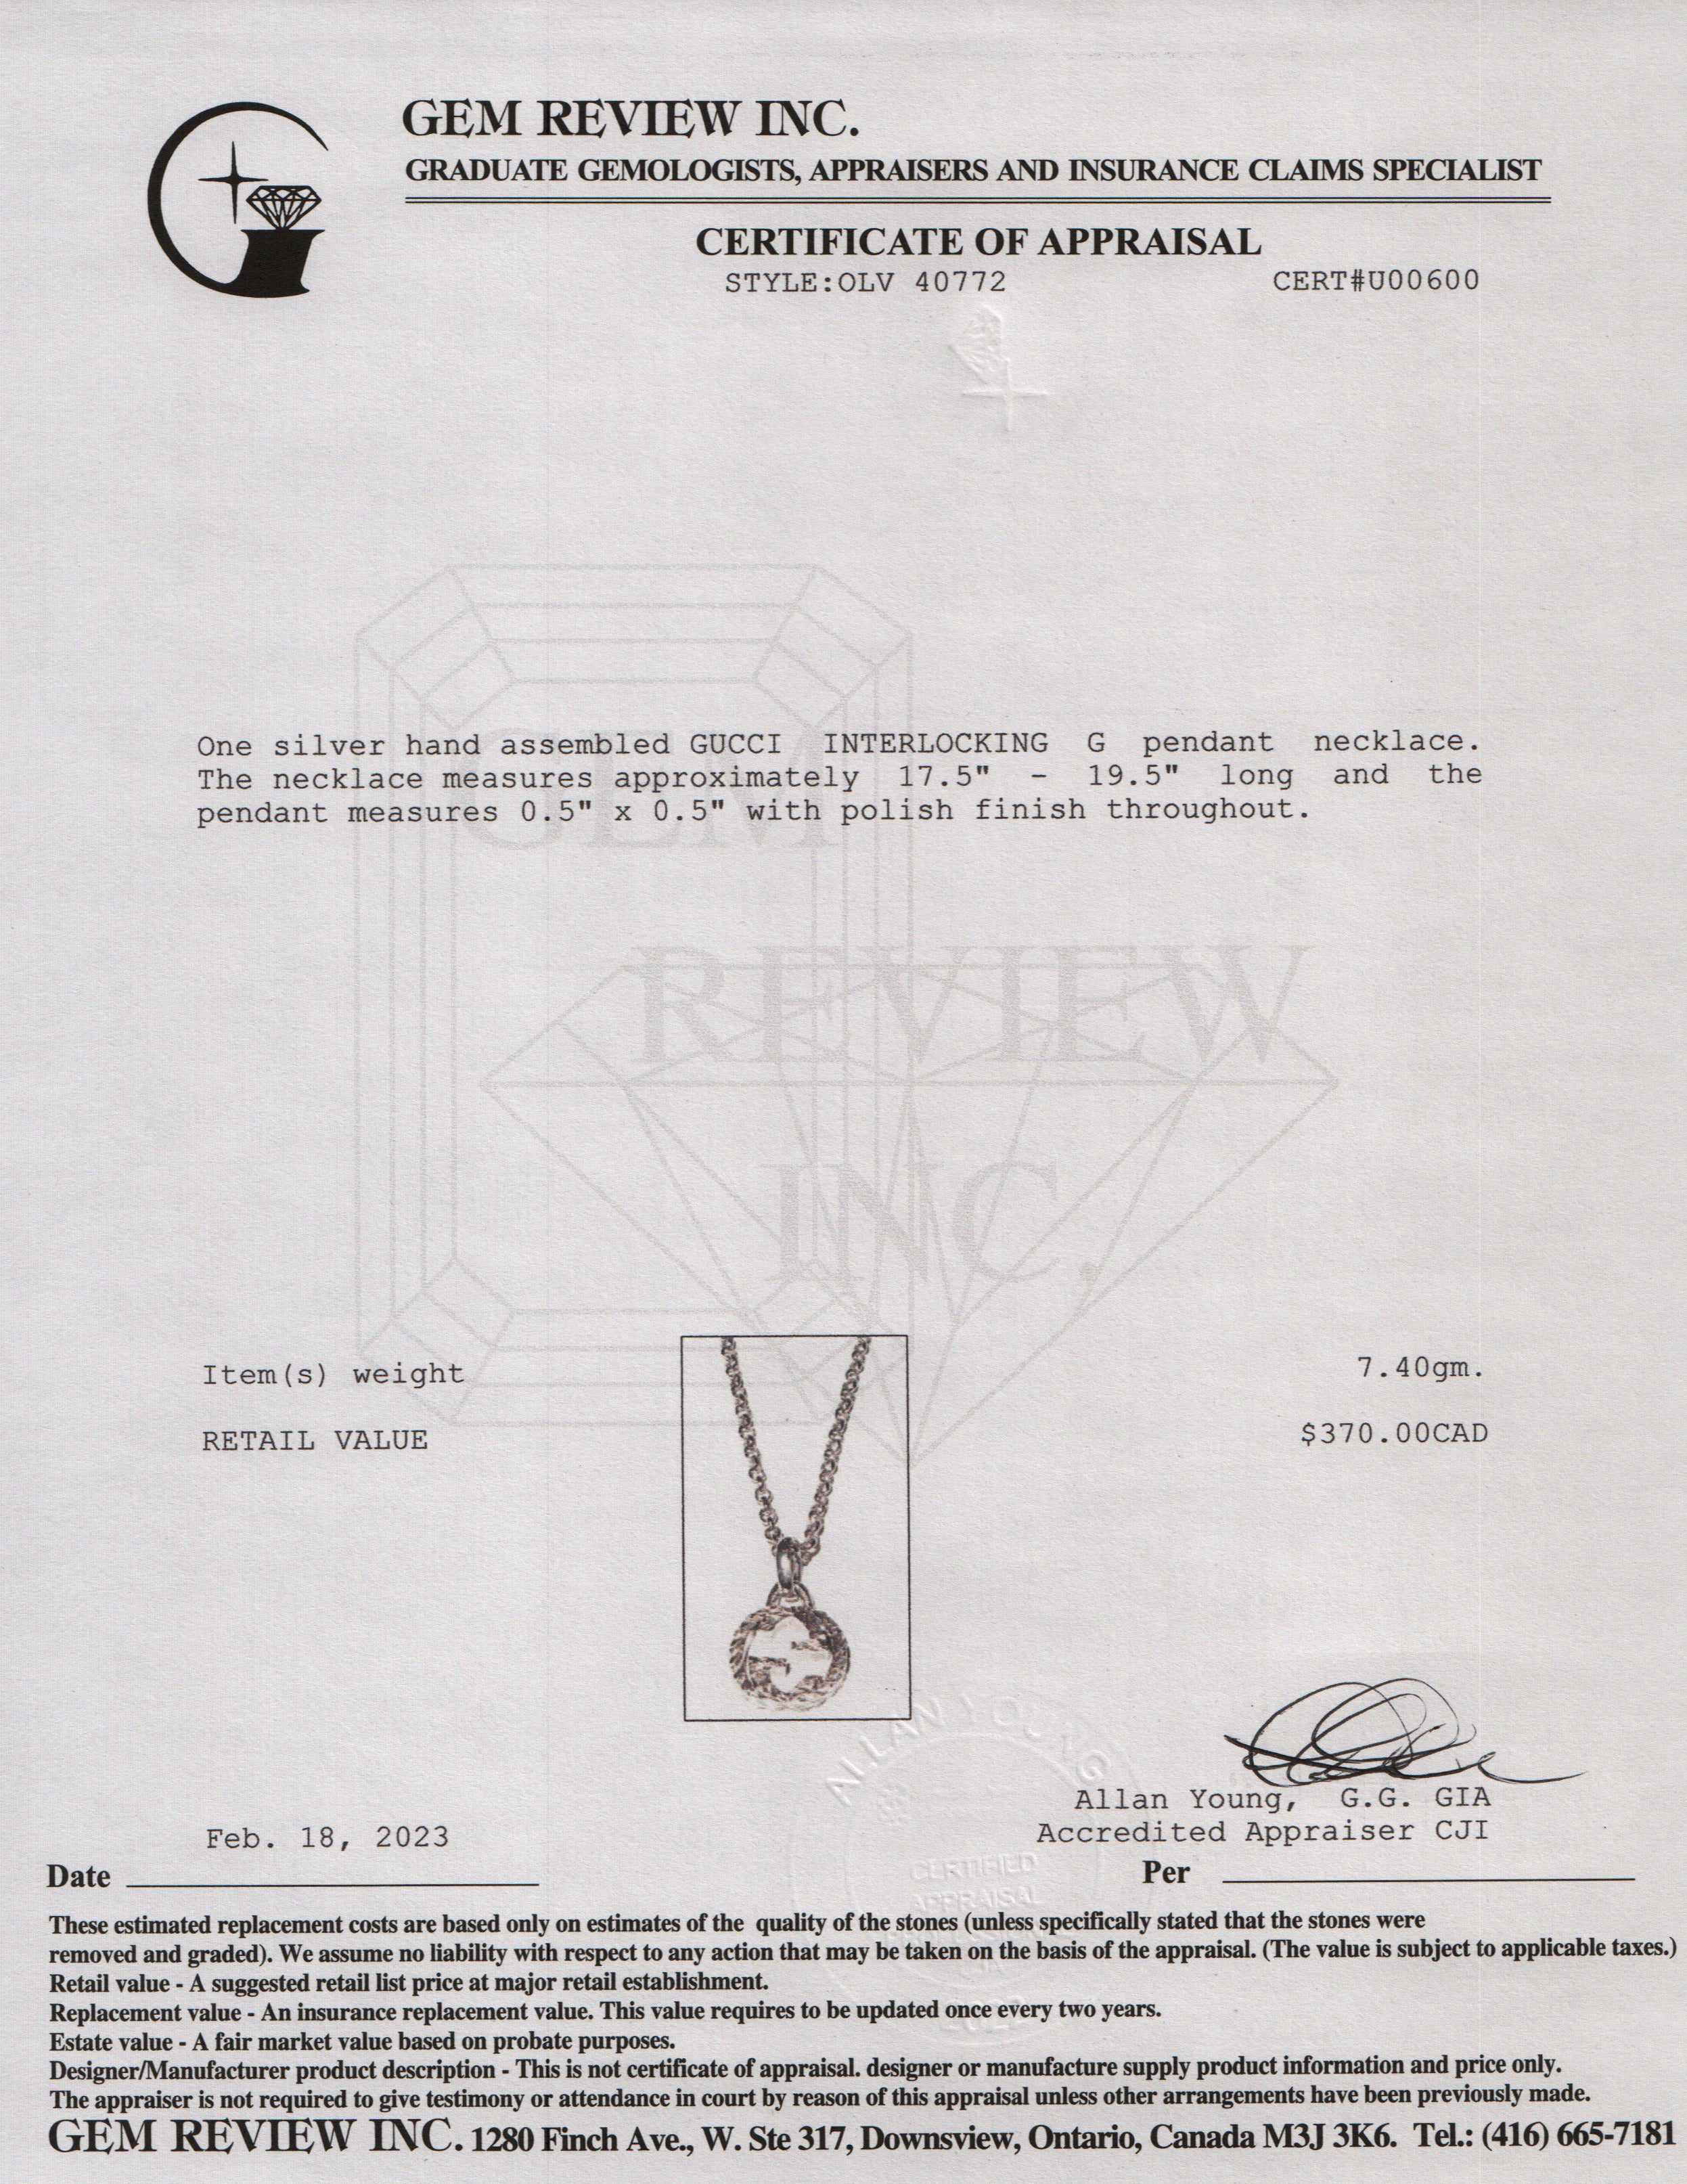 GEM REVIEW INC.
GRADUATE GEMOLOGISTS, APPRAISERS AND INSURANCE CLAIMS SPECIALIST
CERTIFICATE OF APPRAISAL
STYLE:OLV 40772 CERT#U00600
One silver hand assembled GUCCI INTERLOCKING G pendant necklace.
The necklace measures approximately 17.5" - 19.5" long and the
pendant measures 0.5" x 0.5" with polish finish throughout.
GEM
REVIEW
INC.
Item(s) weight 7.40gm.
RETAIL VALUE $370.00CAD
ALLAN YOUNG
CERTIFIED
APPRAISAL
Allan Young, G.G. GIA
Accredited Appraiser CJI
Feb. 18, 2023
Date Per
These estimated replacement costs are based only on estimates of the quality of the stones (unless specifically stated that the stones were
removed and graded). We assume no liability with respect to any action that may be taken on the basis of the appraisal. (The value is subject to applicable taxes.)
Retail value - A suggested retail list price at major retail establishment.
Replacement value - An insurance replacement value. This value requires to be updated once every two years.
Estate value - A fair market value based on probate purposes.
Designer/Manufacturer product description - This is not certificate of appraisal. designer or manufacture supply product information and price only.
The appraiser is not required to give testimony or attendance in court by reason of this appraisal unless other arrangements have been previously made.
GEM REVIEW INC. 1280 Finch Ave., W. Ste 317, Downsview, Ontario, Canada M3J 3K6. Tel.: (416) 665-7181